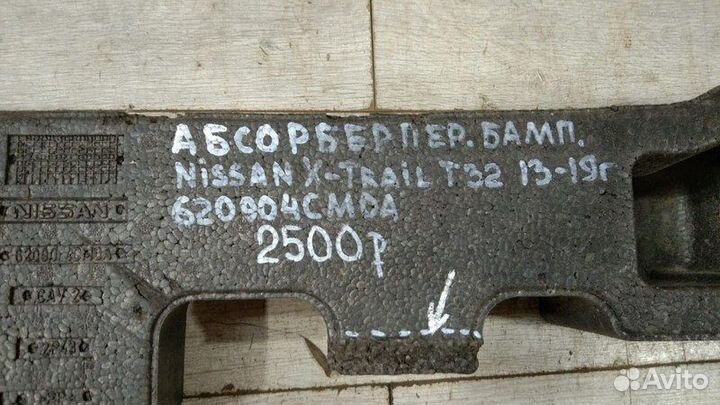 АБСОРБЕР ПЕР. БАМП.
NISSAN X-TRAIL T32 13-19г
620904CM0A
2500р
NISSAN
Avito